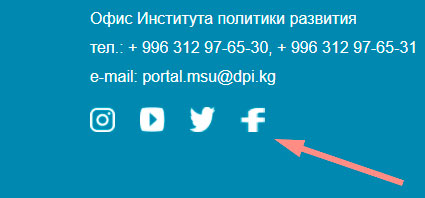 Офис Института политики развития
тел.: + 996 312 97-65-30, + 996 312 97-65-31
e-mail: portal.msu@dpi.kg